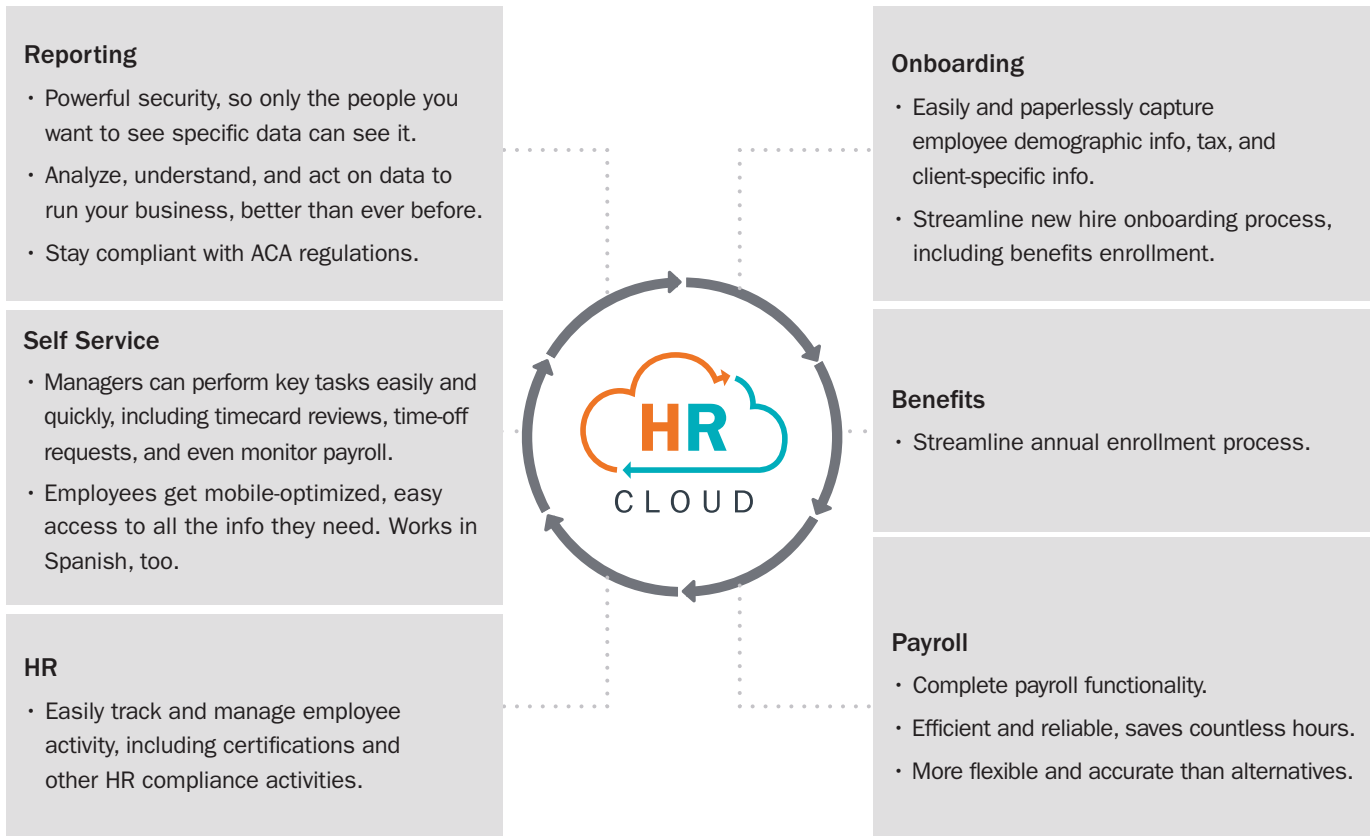 Reporting
· Powerful security, so only the people you
want to see specific data can see it.
· Analyze, understand, and act on data to
run your business, better than ever before.
· Stay compliant with ACA regulations.
Self Service
· Managers can perform key tasks easily and
quickly, including timecard reviews, time-off
requests, and even monitor payroll.
· Employees get mobile-optimized, easy
access to all the info they need. Works in
Spanish, too.
HR
· Easily track and manage employee
activity, including certifications and
other HR compliance activities.
HR
CLOUD
Onboarding
· Easily and paperlessly capture
employee demographic info, tax, and
client-specific info.
· Streamline new hire onboarding process,
including benefits enrollment.
Benefits
· Streamline annual enrollment process.
Payroll
· Complete payroll functionality.
· Efficient and reliable, saves countless hours.
· More flexible and accurate than alternatives.